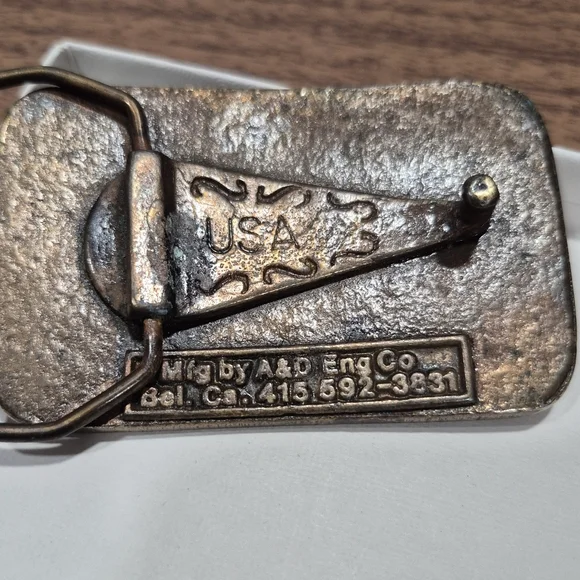 USA
Mfg by A&D Eng Co
Bel. Ca. 415 592-3831